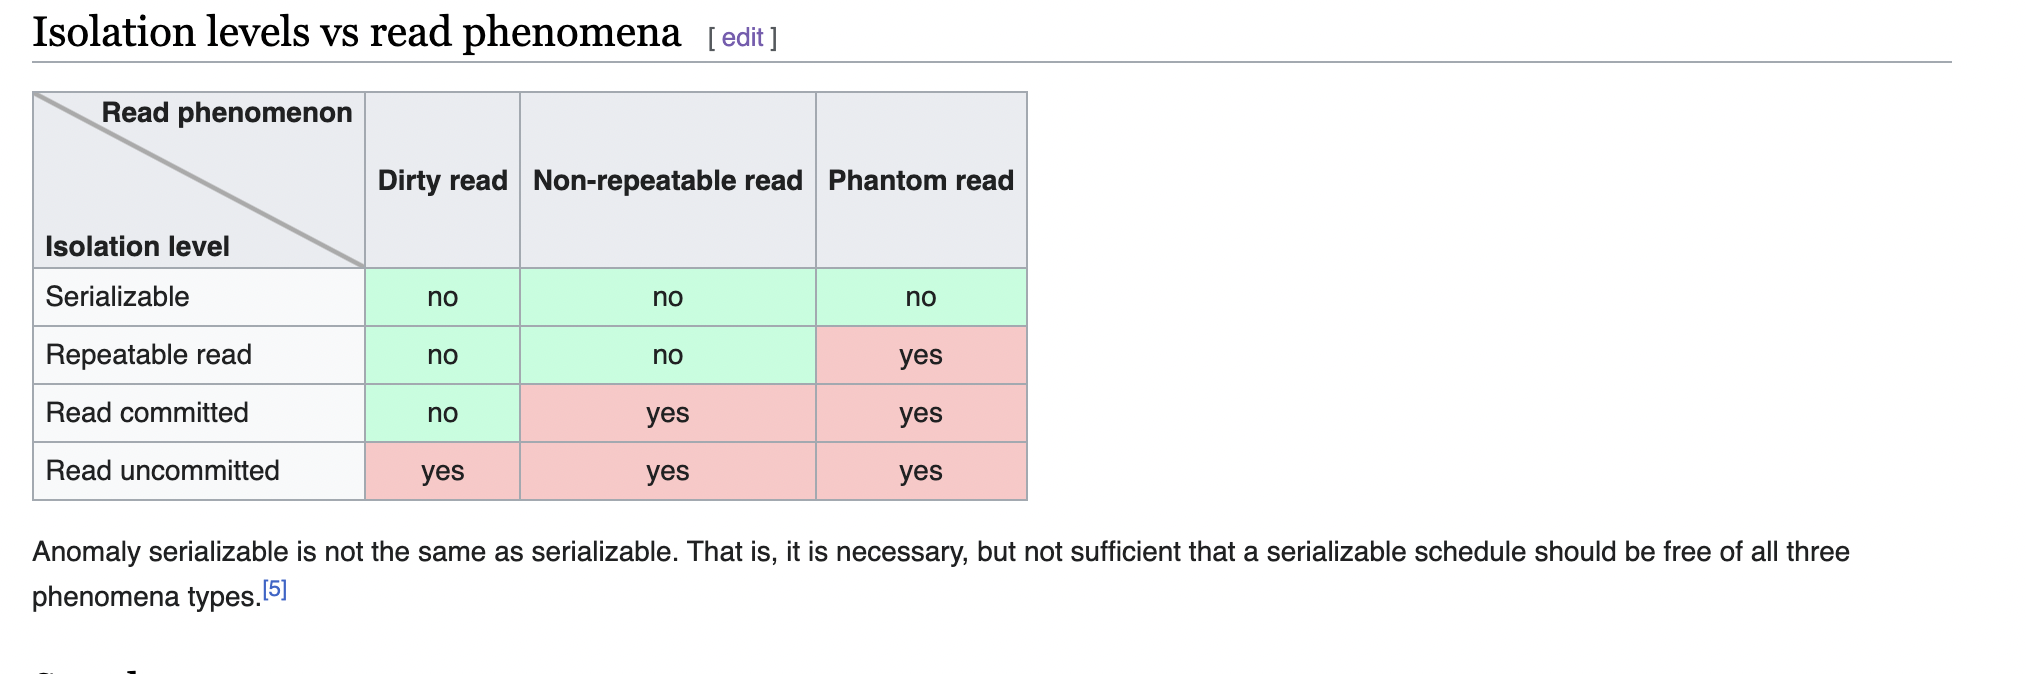 Isolation levels vs read phenomena [ edit ]
Read phenomenon
Isolation level
Dirty read Non-repeatable read Phantom read
Serializable no no no
Repeatable read no no yes
Read committed no yes yes
Read uncommitted yes yes yes
Anomaly serializable is not the same as serializable. That is, it is necessary, but not sufficient that a serializable schedule should be free of all three
phenomena types.[5]